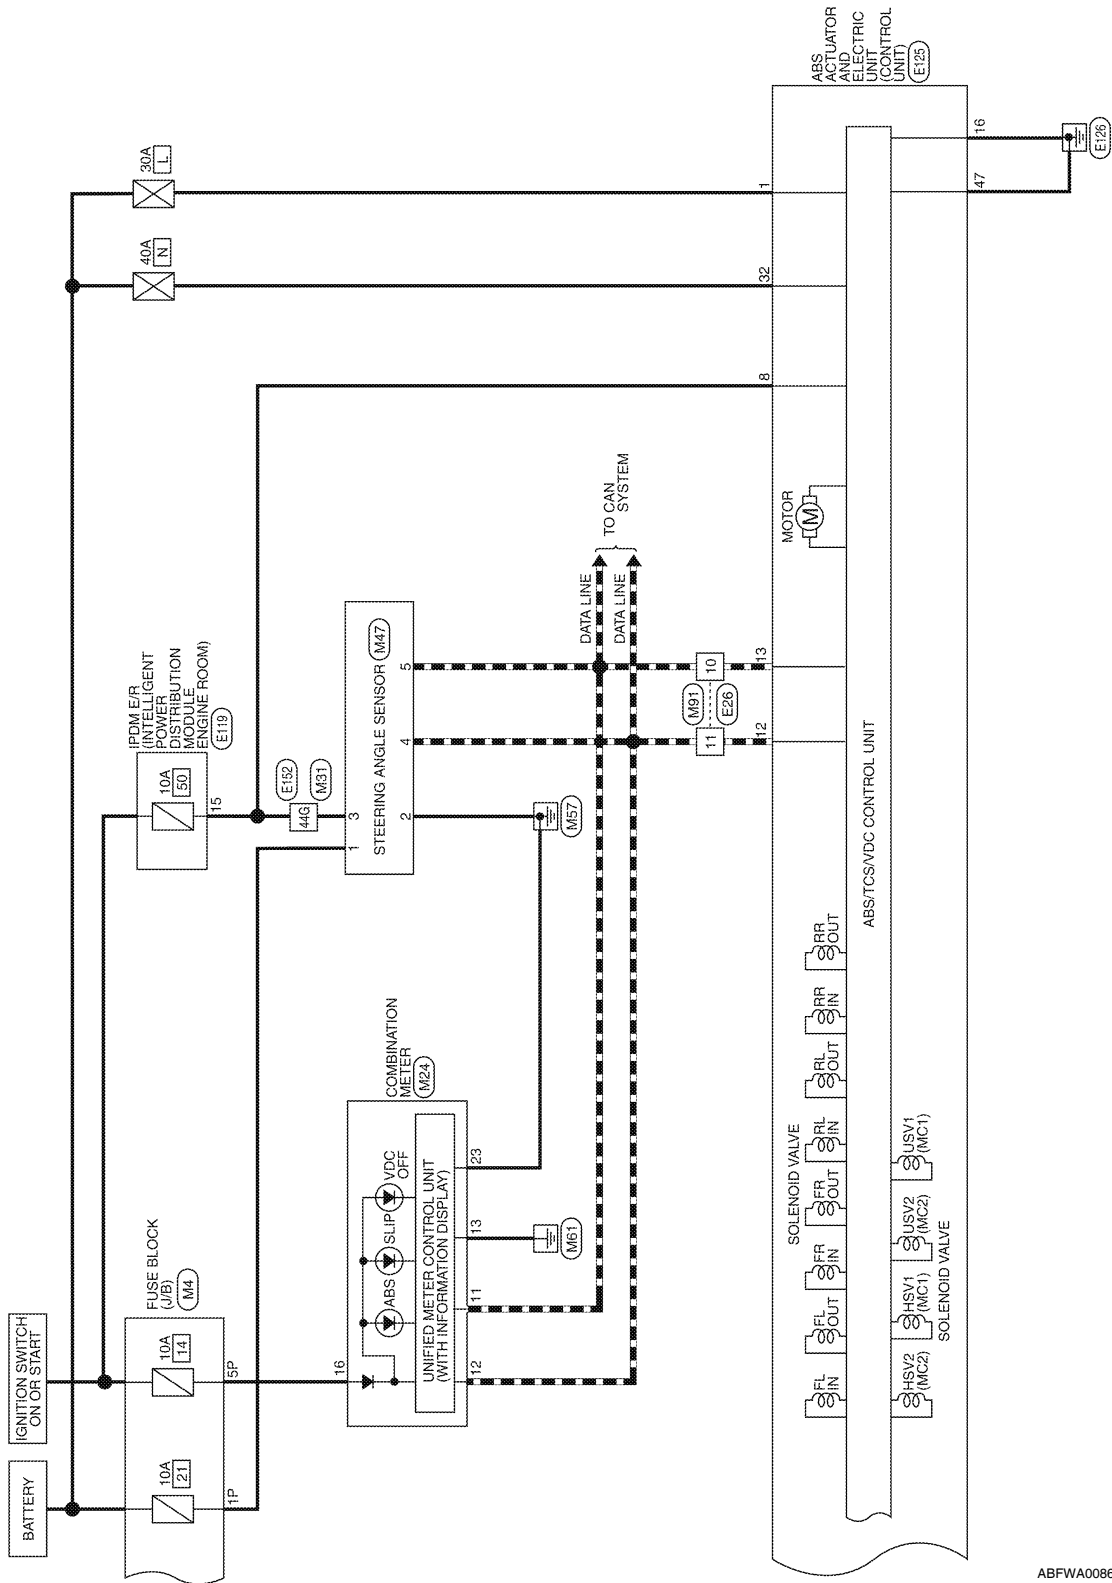 BATTERY
IGNITION SWITCH
ON OR START
FUSE BLOCK
(J/B)
M4
10A
21
10A
14
1P
5P
IPDM E/R
(INTELLIGENT
POWER
DISTRIBUTION
MODULE
ENGINE ROOM)
E119
10A
50
15
40A
N
30A
L
E152
M31
44G
1
3
STEERING ANGLE SENSOR
M47
2
4
5
COMBINATION
METER
M24
16
ABS
SLIP
VDC
OFF
UNIFIED METER CONTROL UNIT
(WITH INFORMATION DISPLAY)
12
11
13
23
M61
M57
DATA LINE
DATA LINE
TO CAN
SYSTEM
M91
E26
11
10
12
13
8
32
1
ABS
ACTUATOR
AND
ELECTRIC
UNIT
(CONTROL
UNIT)
E125
SOLENOID VALVE
FL
IN
FL
OUT
FR
IN
FR
OUT
RL
IN
RL
OUT
RR
IN
RR
OUT
MOTOR
M
ABS/TCS/VDC CONTROL UNIT
HSV2
(MC2)
HSV1
(MC1)
USV2
(MC2)
USV1
(MC1)
SOLENOID VALVE
47
16
E126
ABFWA0086